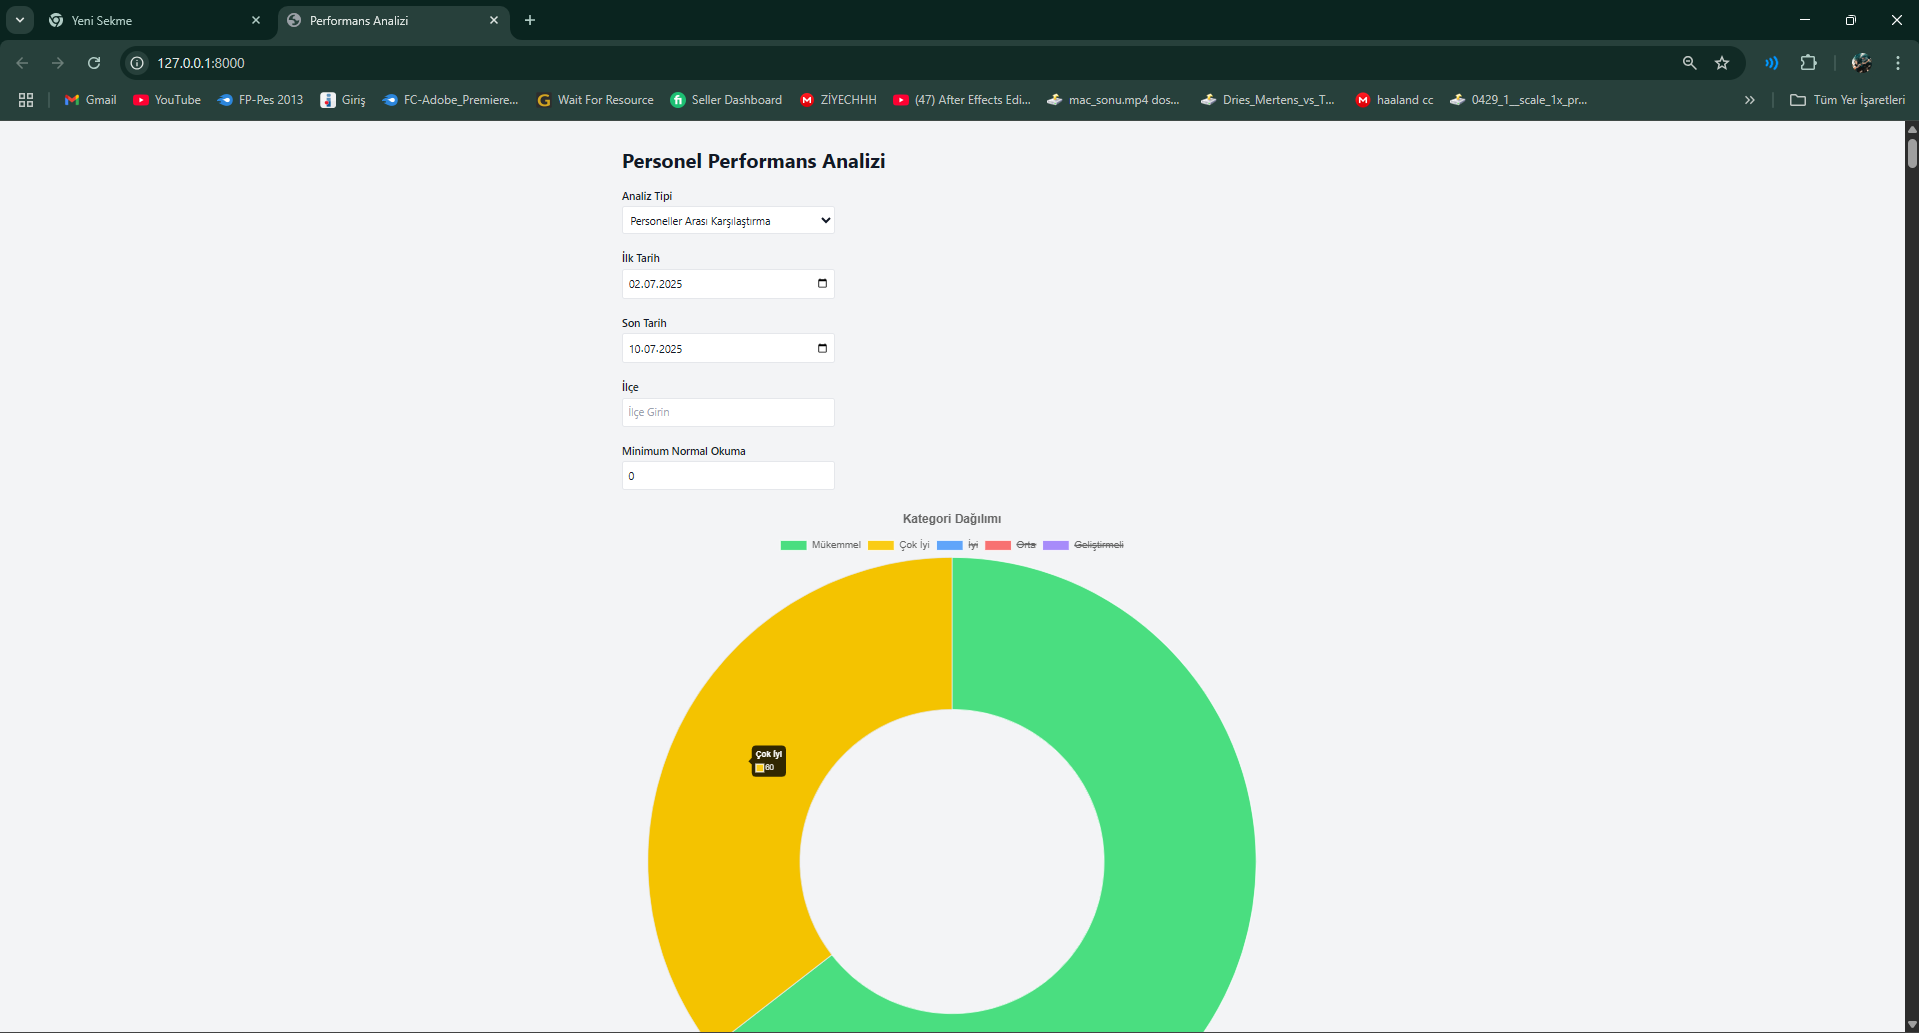 Yeni Sekme
Performans Analizi
127.0.0.1:8000
Gmail
YouTube
FP-Pes 2013
Giriş
FC-Adobe_Premiere...
Wait For Resource
Seller Dashboard
ZİYECHHH
(47) After Effects Edi...
mac_sonu.mp4 dos...
Dries_Mertens_vs_T...
haaland cc
0429_1__scale_1x_pr...
Tüm Yer İşaretleri
Personel Performans Analizi
Analiz Tipi
Personeller Arası Karşılaştırma
İlk Tarih
02.07.2025
Son Tarih
10.07.2025
İlçe
İlçe Girin
Minimum Normal Okuma
0
Kategori Dağılımı
Mükemmel Çok İyi İyi Orta Geliştirmeli
Çok İyi
60